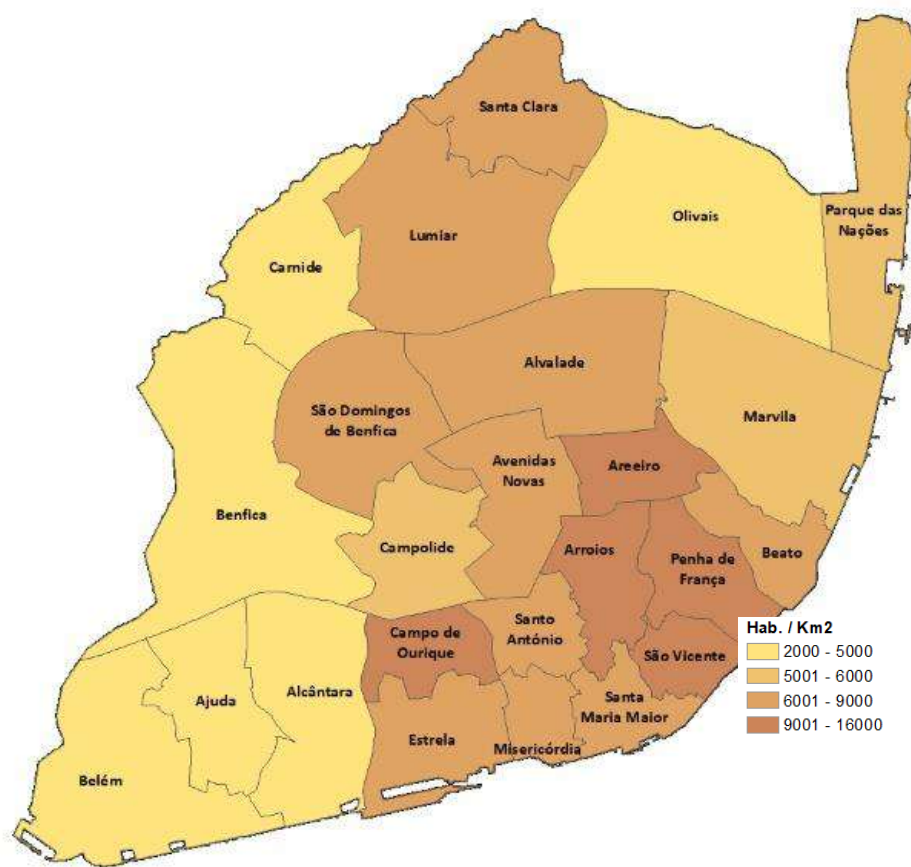 Santa Clara
Olivais
Parque das
Nações
Lumiar
Carnide
Alvalade
São Domingos
de Benfica
Marvila
Avenidas
Novas
Areeiro
Benfica
Campolide
Arroios
Penha de
França
Beato
Campo de
Ourique
Santo
António
São Vicente
Hab. / Km2
2000 - 5000
5001 - 6000
6001 - 9000
9001 - 16000
Ajuda
Alcântara
Santa
Maria Maior
Estrela
Misericórdia
Belém